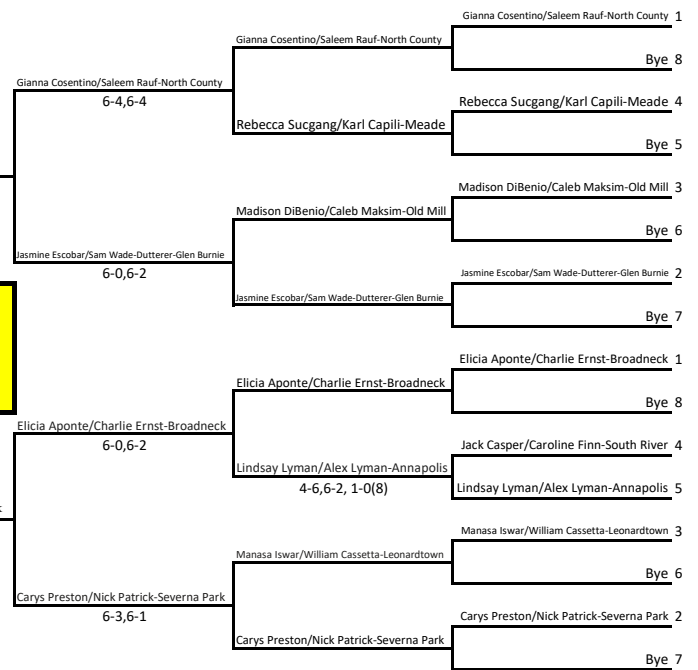 Gianna Cosentino/Saleem Rauf-North County 1
Gianna Cosentino/Saleem Rauf-North County
Bye 8
Gianna Cosentino/Saleem Rauf-North County
6-4,6-4
Rebecca Sucgang/Karl Capili-Meade 4
Rebecca Sucgang/Karl Capili-Meade
Bye 5
Madison DiBenio/Caleb Maksim-Old Mill 3
Madison DiBenio/Caleb Maksim-Old Mill
Bye 6
Jasmine Escobar/Sam Wade-Dutterer-Glen Burnie
6-0,6-2
Jasmine Escobar/Sam Wade-Dutterer-Glen Burnie 2
Jasmine Escobar/Sam Wade-Dutterer-Glen Burnie
Bye 7
Elicia Aponte/Charlie Ernst-Broadneck 1
Elicia Aponte/Charlie Ernst-Broadneck
Bye 8
Elicia Aponte/Charlie Ernst-Broadneck
6-0,6-2
Jack Casper/Caroline Finn-South River 4
Lindsay Lyman/Alex Lyman-Annapolis
4-6,6-2, 1-0(8)
Lindsay Lyman/Alex Lyman-Annapolis 5
Manasa Iswar/William Cassetta-Leonardtown 3
Manasa Iswar/William Cassetta-Leonardtown
Bye 6
Carys Preston/Nick Patrick-Severna Park
6-3,6-1
Carys Preston/Nick Patrick-Severna Park 2
Carys Preston/Nick Patrick-Severna Park
Bye 7